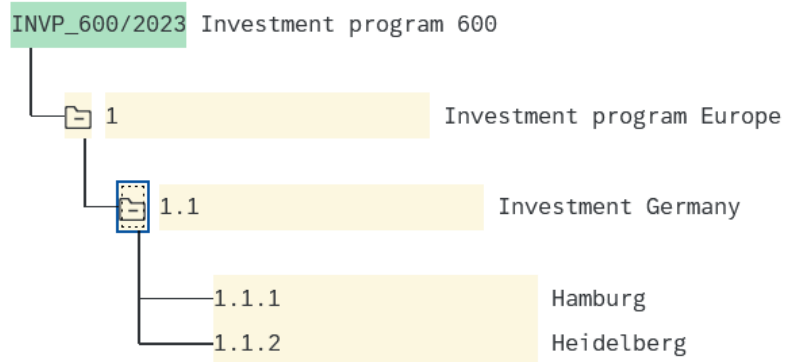 INVP_600/2023 Investment program 600
1 Investment program Europe
1.1 Investment Germany
1.1.1 Hamburg
1.1.2 Heidelberg